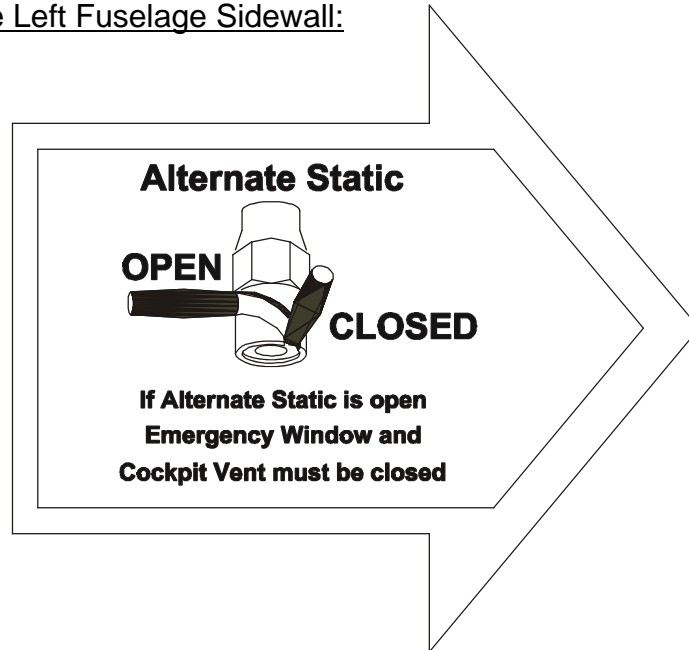 Left Fuselage Sidewall:
Alternate Static
OPEN
CLOSED
If Alternate Static is open
Emergency Window and
Cockpit Vent must be closed